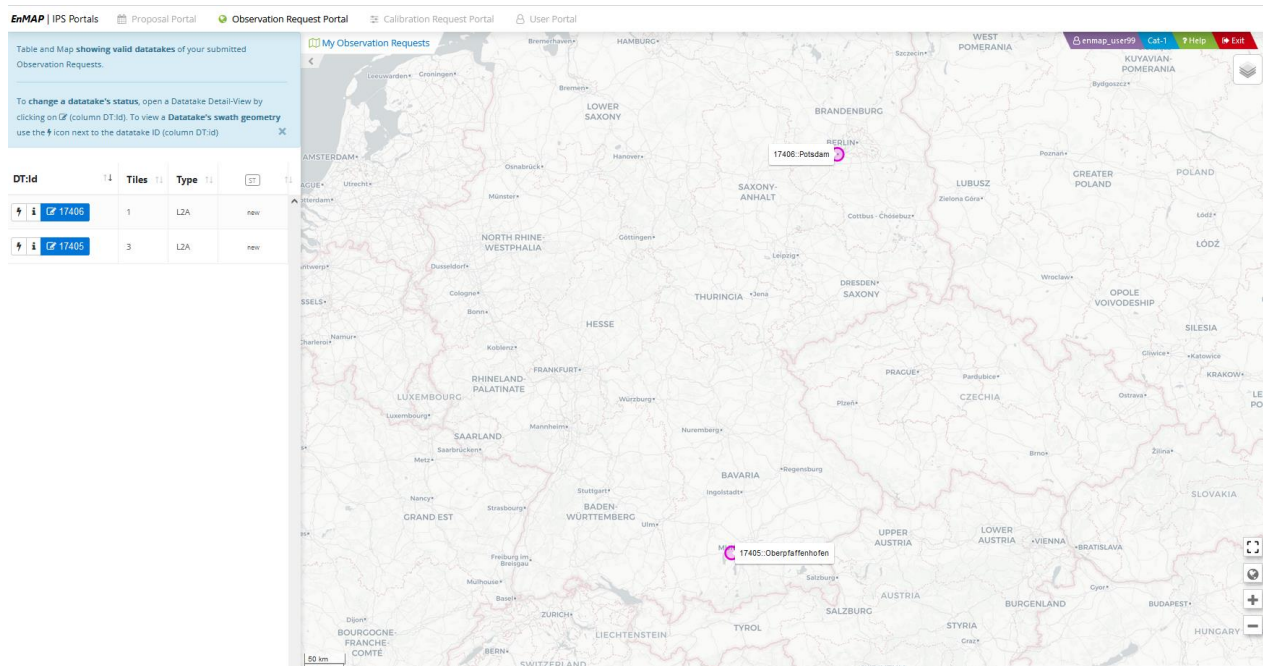 EnMAP | IPS Portals
Proposal Portal
Observation Request Portal
Calibration Request Portal
User Portal
Table and Map showing valid datatakes of your submitted
Observation Requests.
To change a datatake's status, open a Datatake Detail-View by
clicking on (column DT:Id). To view a Datatake's swath geometry
use the icon next to the datatake ID (column DT:id)
DT:Id
Tiles
Type
ST
17406
1
L2A
new
17405
3
L2A
new
My Observation Requests
enmap_user99
Cat-1
? Help
Exit
Bremerhaven
HAMBURG
WEST
POMERANIA
Szczecin
KUYAVIAN-
POMERANIA
Bydgoszcz
Leeuwarden
Groningen
Bremen
LOWER
SAXONY
BRANDENBURG
BERLIN
17406::Potsdam
AMSTERDAM
Osnabrück
Hanover
Poznań
GREATER
POLAND
POLAND
Utrecht
Münster
SAXONY-
ANHALT
LUBUSZ
Zielona Góra
Cottbus - Chóśebuz
Łódź
ŁÓDŹ
NORTH RHINE-
WESTPHALIA
Göttingen
Leipzig
Düsseldorf
Wrocław
Cologne
THURINGIA
Jena
DRESDEN
SAXONY
OPOLE
VOIVODESHIP
Bonn
HESSE
SILESIA
Namur
Charleroi
Koblenz
Gliwice
Katowice
FRANKFURT
PRAGUE
Pardubice
KRAKOW
RHINELAND-
PALATINATE
LUXEMBOURG
Würzburg
Plzeň
CZECHIA
Ostrava
Luxembourg
Mannheim
Nuremberg
SAARLAND
Saarbrücken
Metz
Brno
Žilina
BAVARIA
Regensburg
Ingolstadt
Nancy
Stuttgart
SLOVAKIA
GRAND EST
Strasbourg
BADEN-
WÜRTTEMBERG
Ulm
UPPER
AUSTRIA
LOWER
AUSTRIA
VIENNA
BRATISLAVA
17405::Oberpfaffenhofen
Freiburg im
Breisgau
Mulhouse
Salzburg
Gyor
Basel
AUSTRIA
BURGENLAND
BUDAPEST
ZURICH
SALZBURG
Dijon
BOURGOGNE-
FRANCHE-
COMTÉ
LIECHTENSTEIN
TYROL
STYRIA
Graz
HUNGARY
BERN
SWITZERLAND
50 km